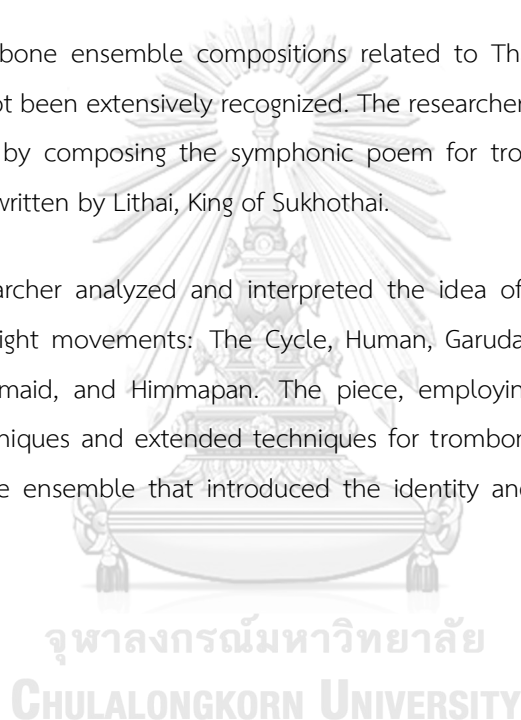 bone ensemble compositions related to Th
ot been extensively recognized. The researcher
by composing the symphonic poem for tro
written by Lithai, King of Sukhothai.
archer analyzed and interpreted the idea of
ight movements: The Cycle, Human, Garuda
maid, and Himmapan. The piece, employin
hniques and extended techniques for trombor
e ensemble that introduced the identity and
จุฬาลงกรณ์มหาวิทยาลัย
CHULALONGKORN UNIVERSITY